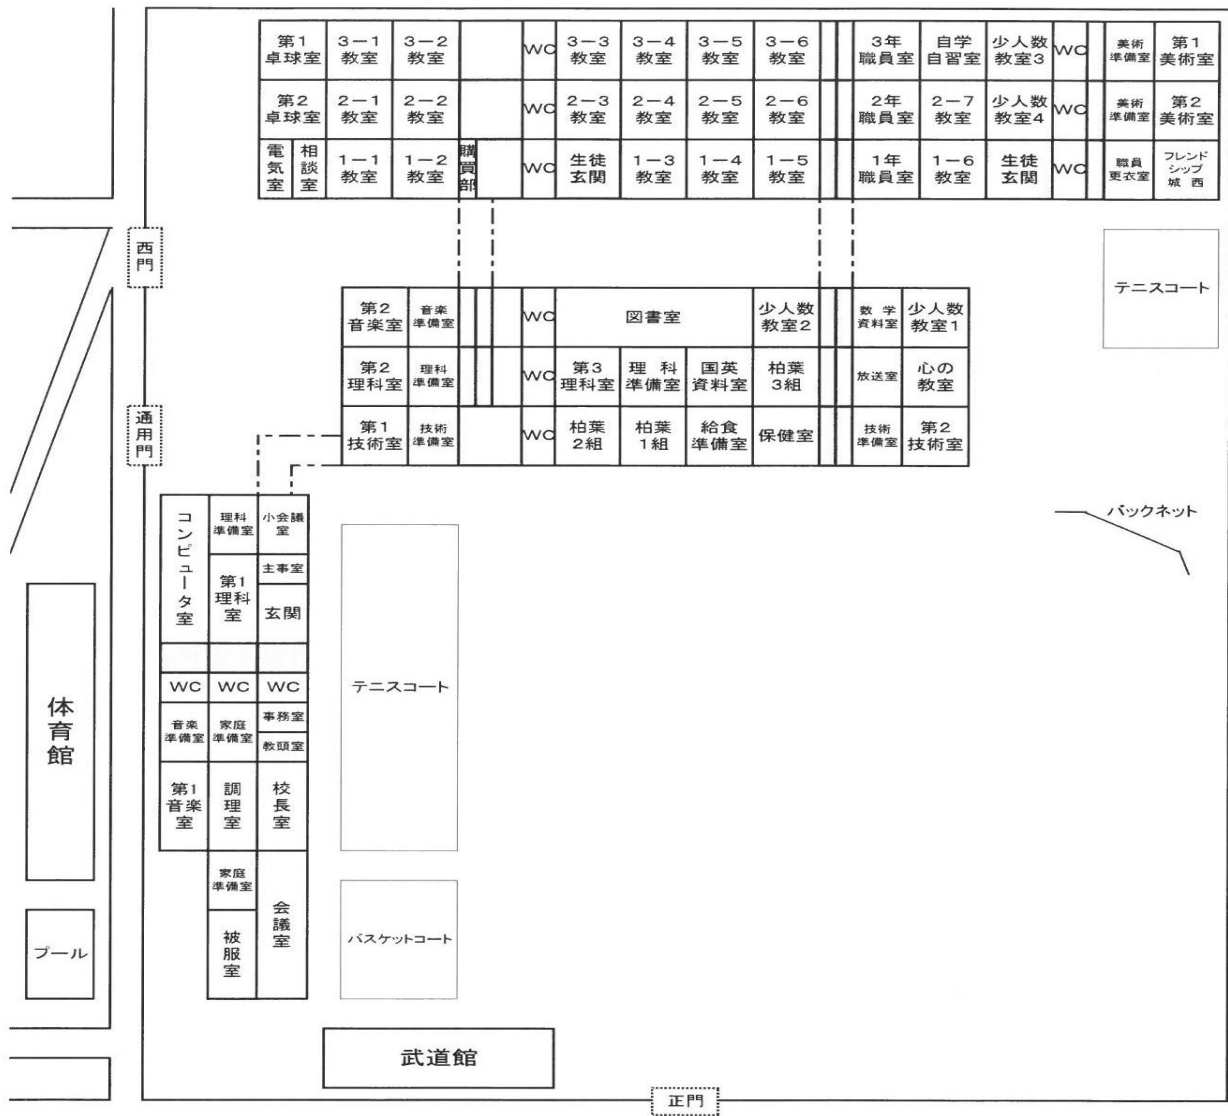 第1 卓球室
3－1 教室
3－2 教室
WC
3－3 教室
3－4 教室
3－5 教室
3－6 教室
3年 職員室
自学 自習室
少人数 教室3
WC
美術 準備室
第1 美術室
第2 卓球室
2－1 教室
2－2 教室
WC
2－3 教室
2－4 教室
2－5 教室
2－6 教室
2年 職員室
2－7 教室
少人数 教室4
WC
美術 準備室
第2 美術室
電気室
相談室
1－1 教室
1－2 教室
購買部
WC
生徒 玄関
1－3 教室
1－4 教室
1－5 教室
1年 職員室
1－6 教室
生徒 玄関
WC
職員 更衣室
フレンド シップ 城西
西門
テニスコート
第2 音楽室
音楽 準備室
WC
図書室
少人数 教室2
数学 資料室
少人数 教室1
第2 理科室
理科 準備室
WC
第3 理科室
理科 準備室
国英 資料室
柏葉 3組
放送室
心の 教室
通用門
第1 技術室
技術 準備室
WC
柏葉 2組
柏葉 1組
給食 準備室
保健室
技術 準備室
第2 技術室
コンピュータ室
理科 準備室
小会議室
バックネット
主事室
第1 理科室
玄関
WC
WC
WC
テニスコート
体育館
音楽 準備室
家庭 準備室
事務室
教頭室
第1 音楽室
調理室
校長室
家庭 準備室
会議室
プール
被服室
バスケットコート
武道館
正門